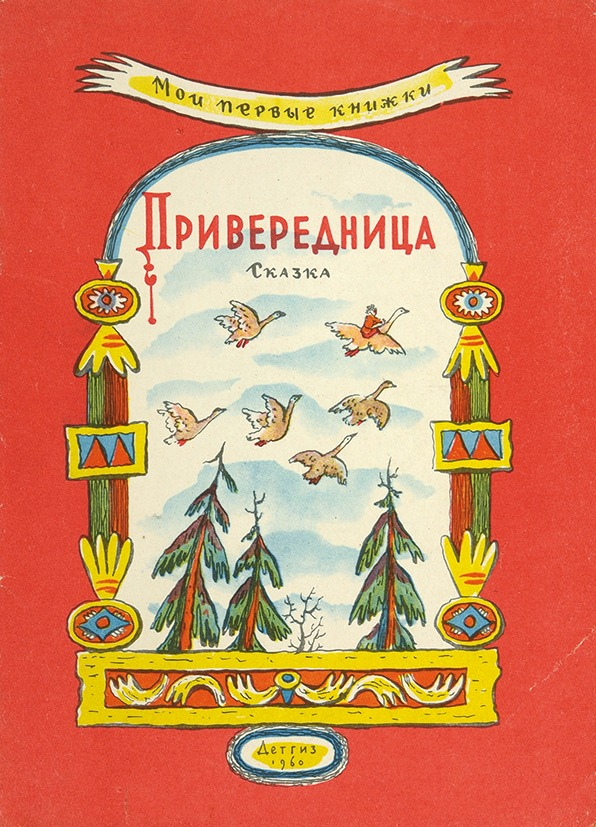 Мои первые книжки
Привередница
Сказка
Детгиз
1960